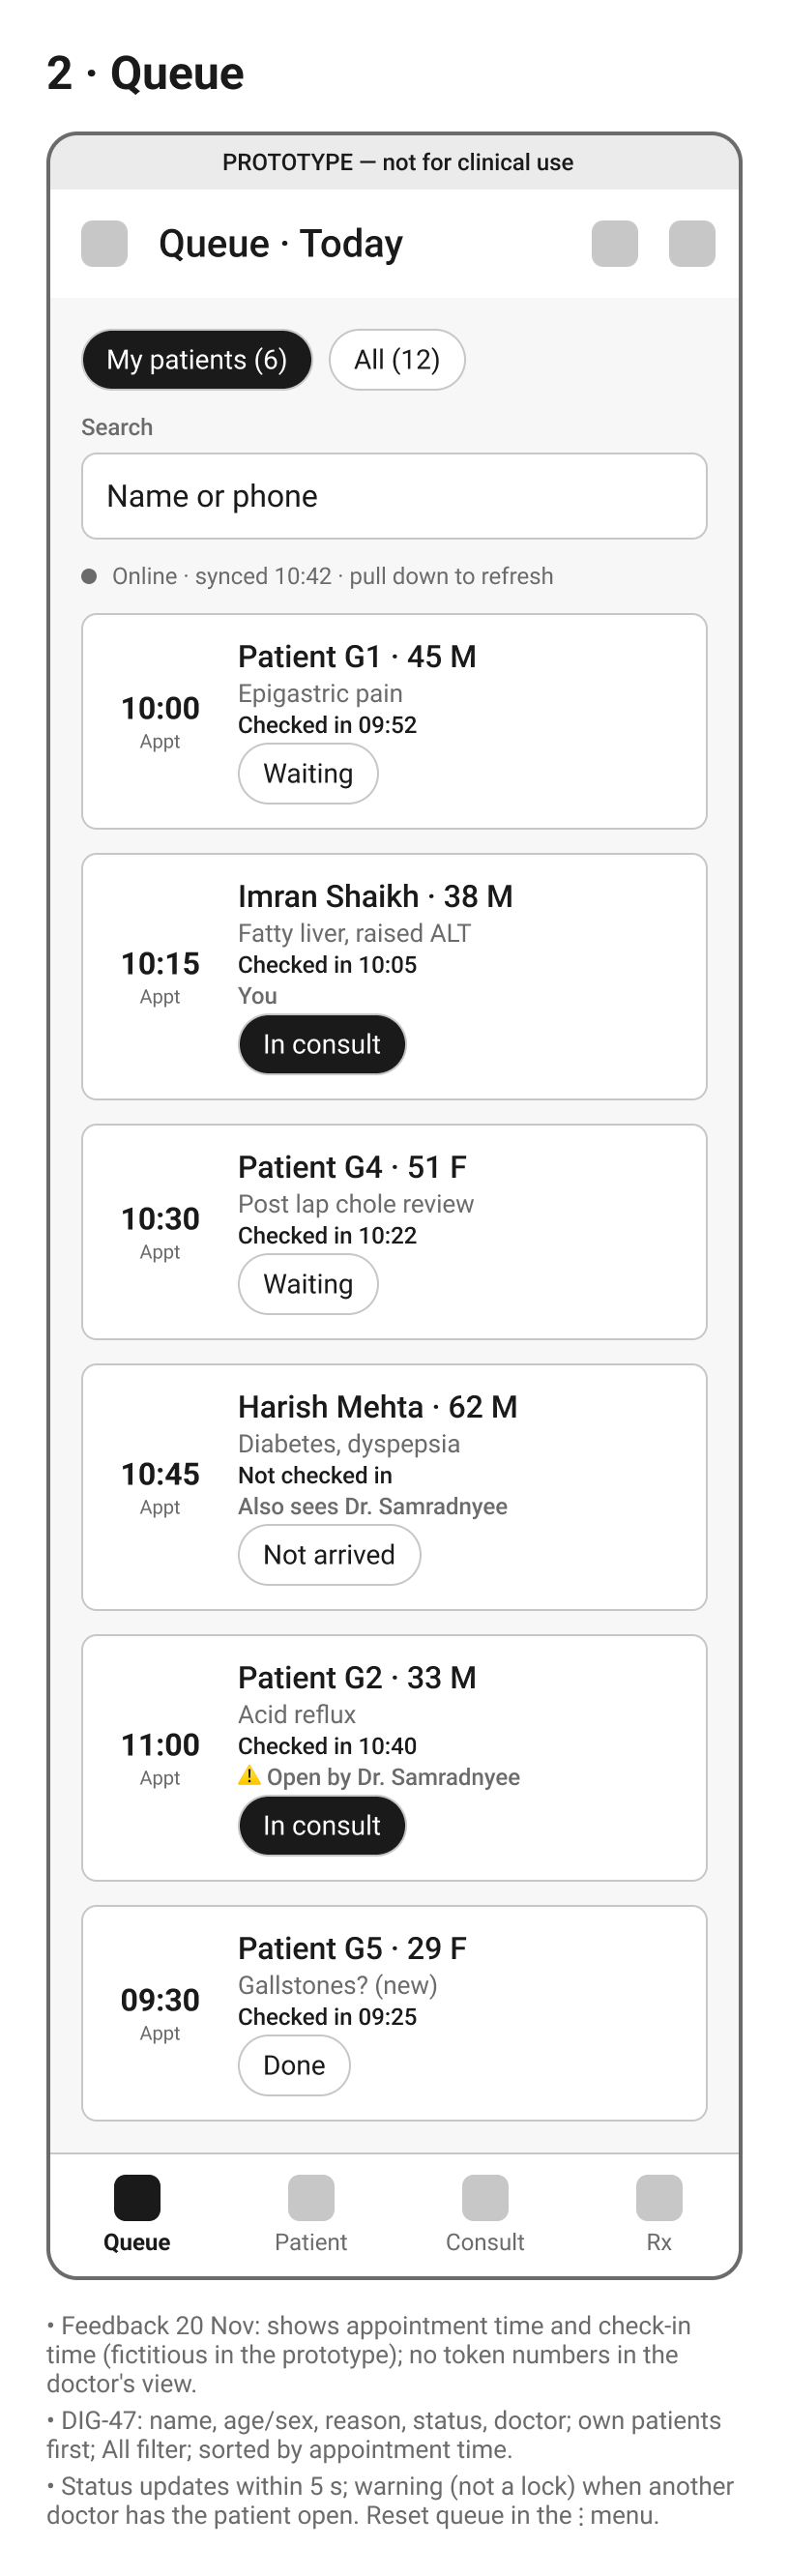 2 · Queue
PROTOTYPE — not for clinical use
Queue · Today
My patients (6)
All (12)
Search
Name or phone
Online · synced 10:42 · pull down to refresh
10:00
Appt
Patient G1 · 45 M
Epigastric pain
Checked in 09:52
Waiting
10:15
Appt
Imran Shaikh · 38 M
Fatty liver, raised ALT
Checked in 10:05
You
In consult
10:30
Appt
Patient G4 · 51 F
Post lap chole review
Checked in 10:22
Waiting
10:45
Appt
Harish Mehta · 62 M
Diabetes, dyspepsia
Not checked in
Also sees Dr. Samradnyee
Not arrived
11:00
Appt
Patient G2 · 33 M
Acid reflux
Checked in 10:40
⚠ Open by Dr. Samradnyee
In consult
09:30
Appt
Patient G5 · 29 F
Gallstones? (new)
Checked in 09:25
Done
Queue
Patient
Consult
Rx
• Feedback 20 Nov: shows appointment time and check-in
time (fictitious in the prototype); no token numbers in the
doctor's view.
• DIG-47: name, age/sex, reason, status, doctor; own patients
first; All filter; sorted by appointment time.
• Status updates within 5 s; warning (not a lock) when another
doctor has the patient open. Reset queue in the ⋮ menu.